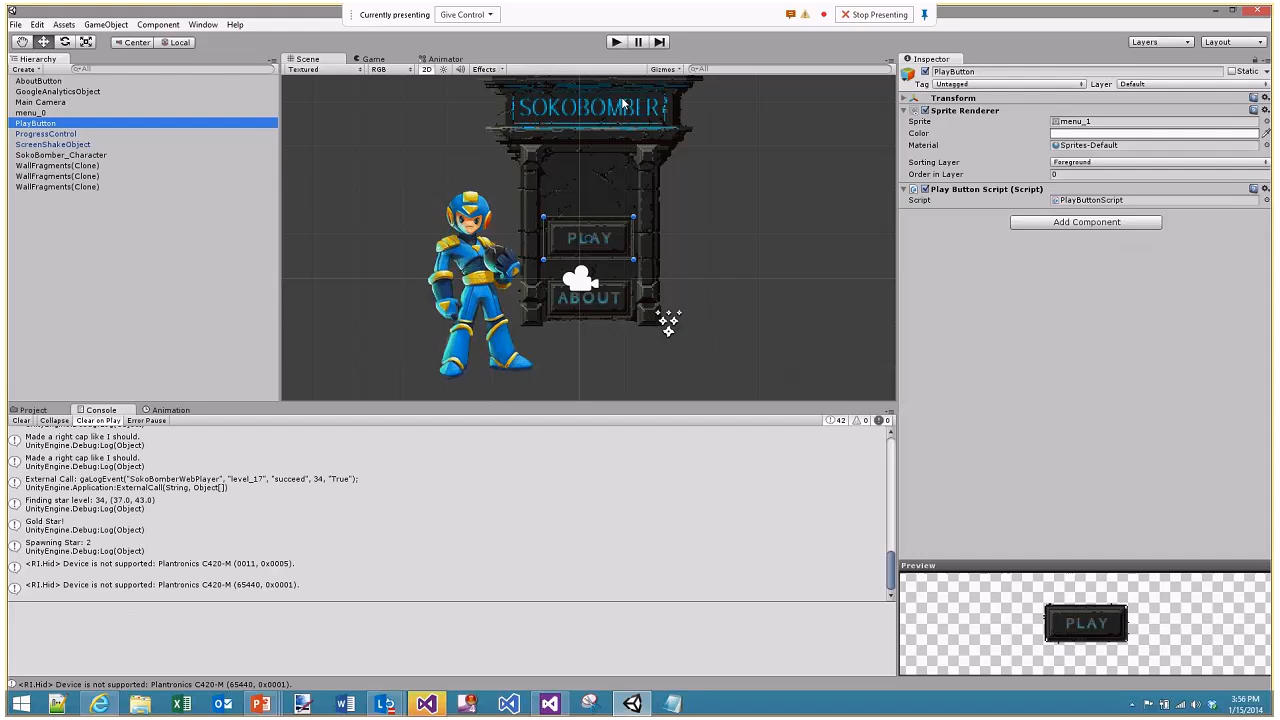 Currently presenting Give Control Stop Presenting
File Edit Assets GameObject Component Window Help
Center Local Layers Layout
Hierarchy
Create All
AboutButton
GoogleAnalyticsObject
Main Camera
menu_0
PlayButton
ProgressControl
ScreenShakeObject
SokoBomber_Character
WallFragments(Clone)
WallFragments(Clone)
WallFragments(Clone)
Scene Game Animator
Textured RGB 2D Effects Gizmos All
SOKOBOMBER
PLAY
ABOUT
Inspector
PlayButton Static
Tag Untagged Layer Default
Transform
Sprite Renderer
Sprite menu_1
Color
Material Sprites-Default
Sorting Layer Foreground
Order in Layer 0
Play Button Script (Script)
Script PlayButtonScript
Add Component
Project Console Animation
Clear Collapse Clear on Play Error Pause 42 0 0
UnityEngine.Debug:Log(Object)
Made a right cap like I should.
UnityEngine.Debug:Log(Object)
Made a right cap like I should.
UnityEngine.Debug:Log(Object)
External Call: gaLogEvent("SokoBomberWebPlayer", "level_17", "succeed", 34, "True");
UnityEngine.Application:ExternalCall(String, Object[])
Finding star level: 34, (37.0, 43.0)
UnityEngine.Debug:Log(Object)
Gold Star!
UnityEngine.Debug:Log(Object)
Spawning Star: 2
UnityEngine.Debug:Log(Object)
<RI.Hid> Device is not supported: Plantronics C420-M (0011, 0x0005).
<RI.Hid> Device is not supported: Plantronics C420-M (65440, 0x0001).
Preview
PLAY
<RI.Hid> Device is not supported: Plantronics C420-M (65440, 0x0001).
3:56 PM
1/15/2014